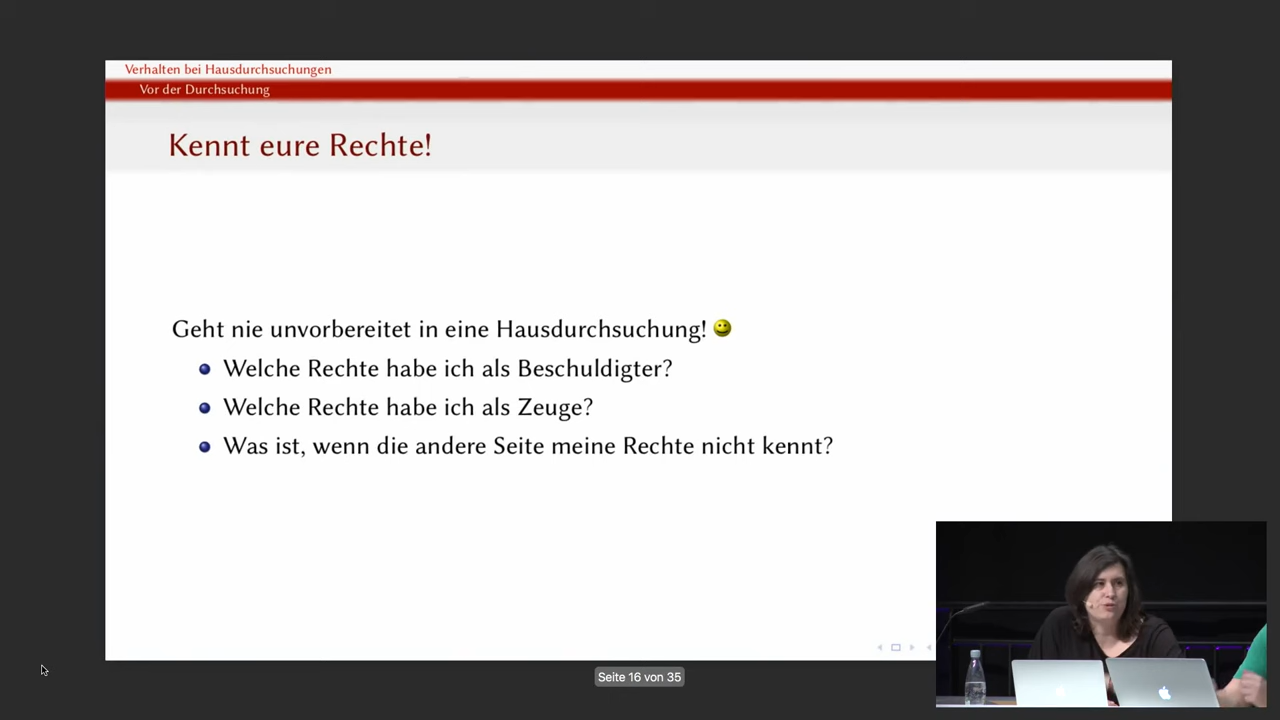 Verhalten bei Hausdurchsuchungen
Vor der Durchsuchung
Kennt eure Rechte!
Geht nie unvorbereitet in eine Hausdurchsuchung!
Welche Rechte habe ich als Beschuldigter?
Welche Rechte habe ich als Zeuge?
Was ist, wenn die andere Seite meine Rechte nicht kennt?
Seite 16 von 35